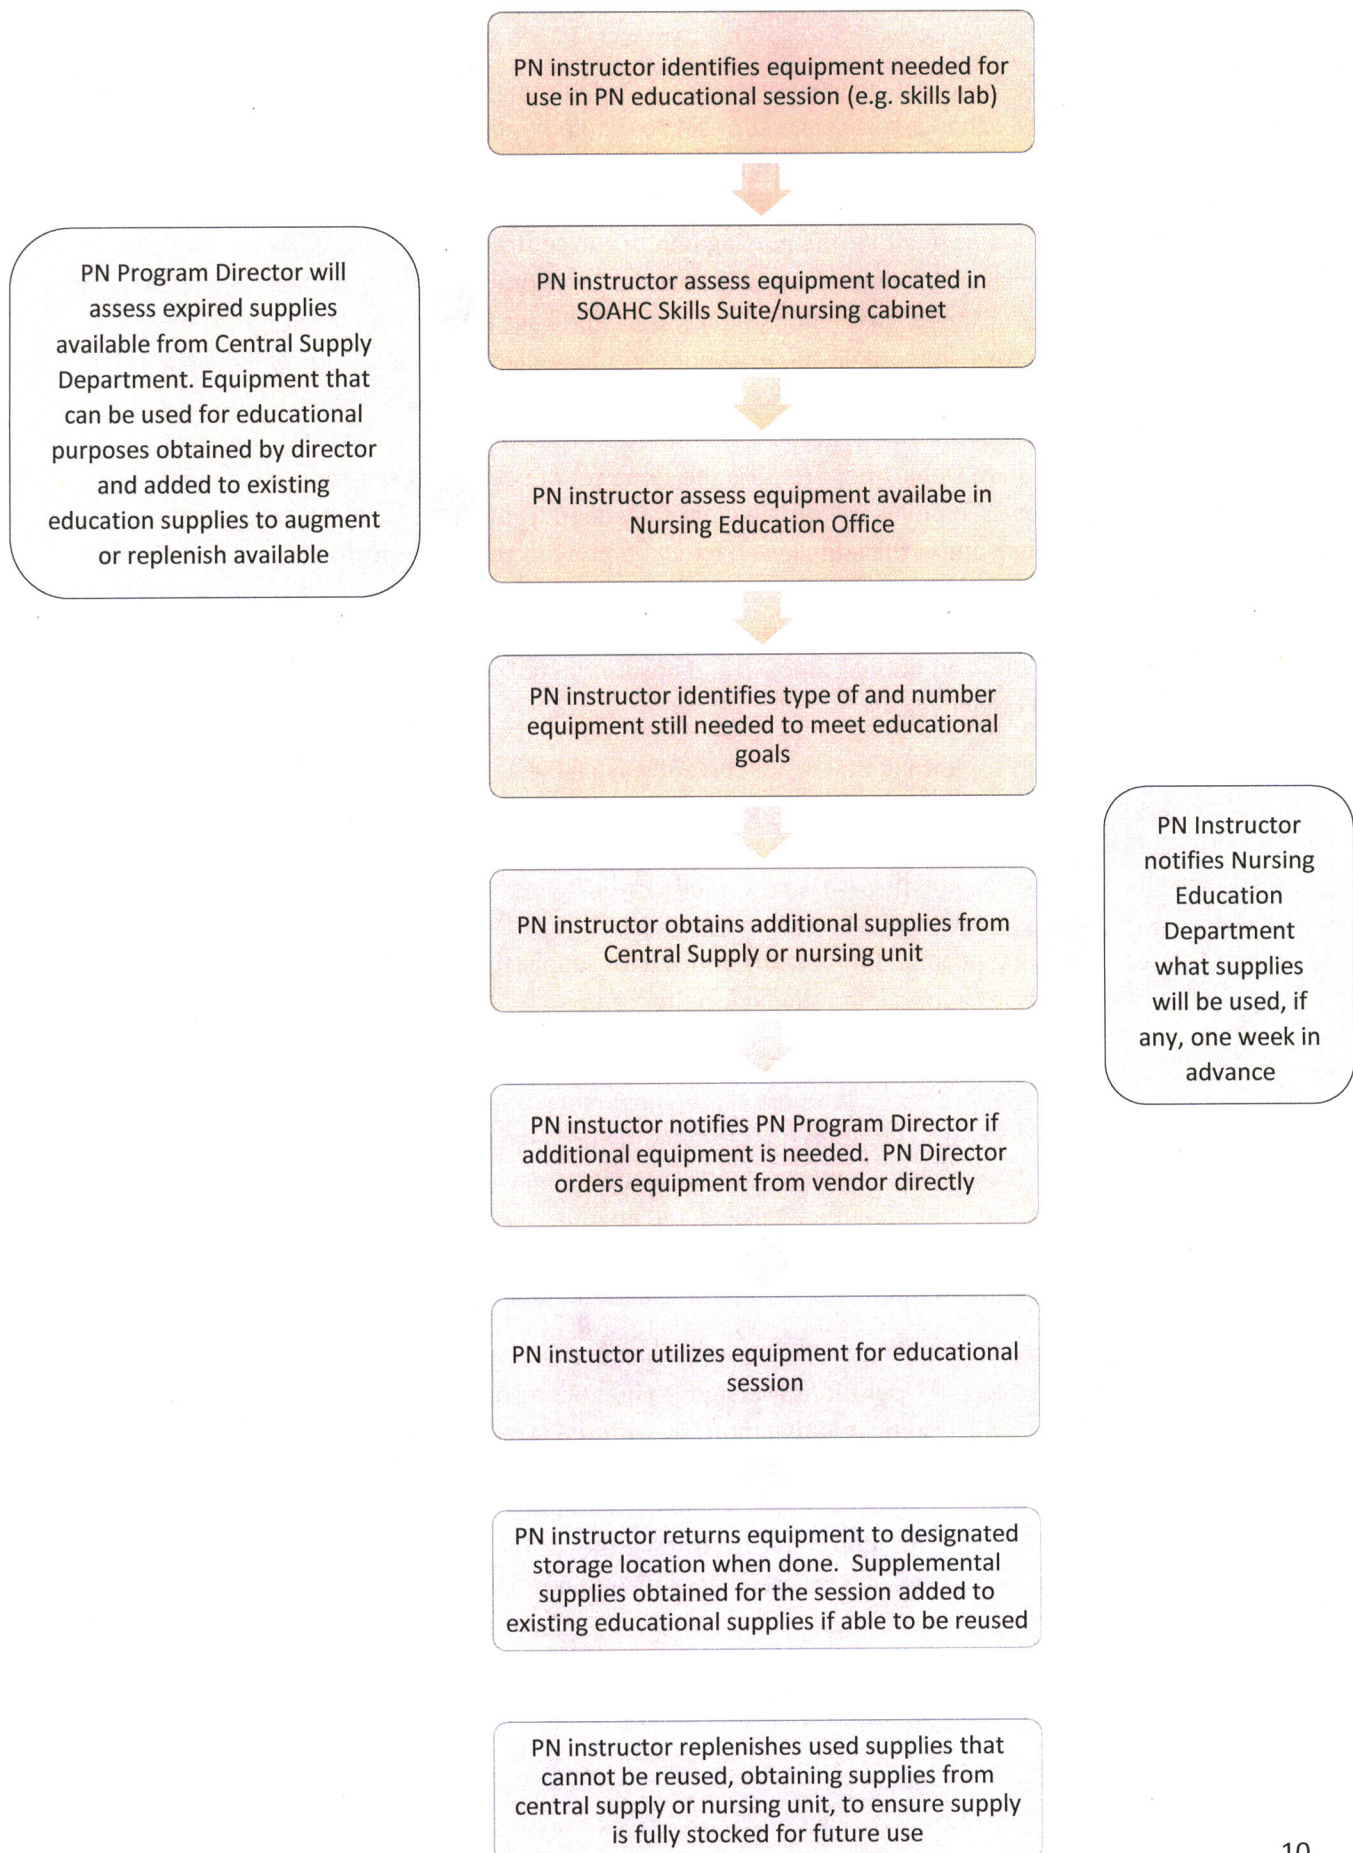 PN instructor identifies equipment needed for
use in PN educational session (e.g. skills lab)
PN instructor assess equipment located in
SOAHC Skills Suite/nursing cabinet
PN Program Director will
assess expired supplies
available from Central Supply
Department. Equipment that
can be used for educational
purposes obtained by director
and added to existing
education supplies to augment
or replenish available
PN instructor assess equipment availabe in
Nursing Education Office
PN instructor identifies type of and number
equipment still needed to meet educational
goals
PN instructor obtains additional supplies from
Central Supply or nursing unit
PN Instructor
notifies Nursing
Education
Department
what supplies
will be used, if
any, one week in
advance
PN instuctor notifies PN Program Director if
additional equipment is needed.  PN Director
orders equipment from vendor directly
PN instuctor utilizes equipment for educational
session
PN instructor returns equipment to designated
storage location when done.  Supplemental
supplies obtained for the session added to
existing educational supplies if able to be reused
PN instructor replenishes used supplies that
cannot be reused, obtaining supplies from
central supply or nursing unit, to ensure supply
is fully stocked for future use
10